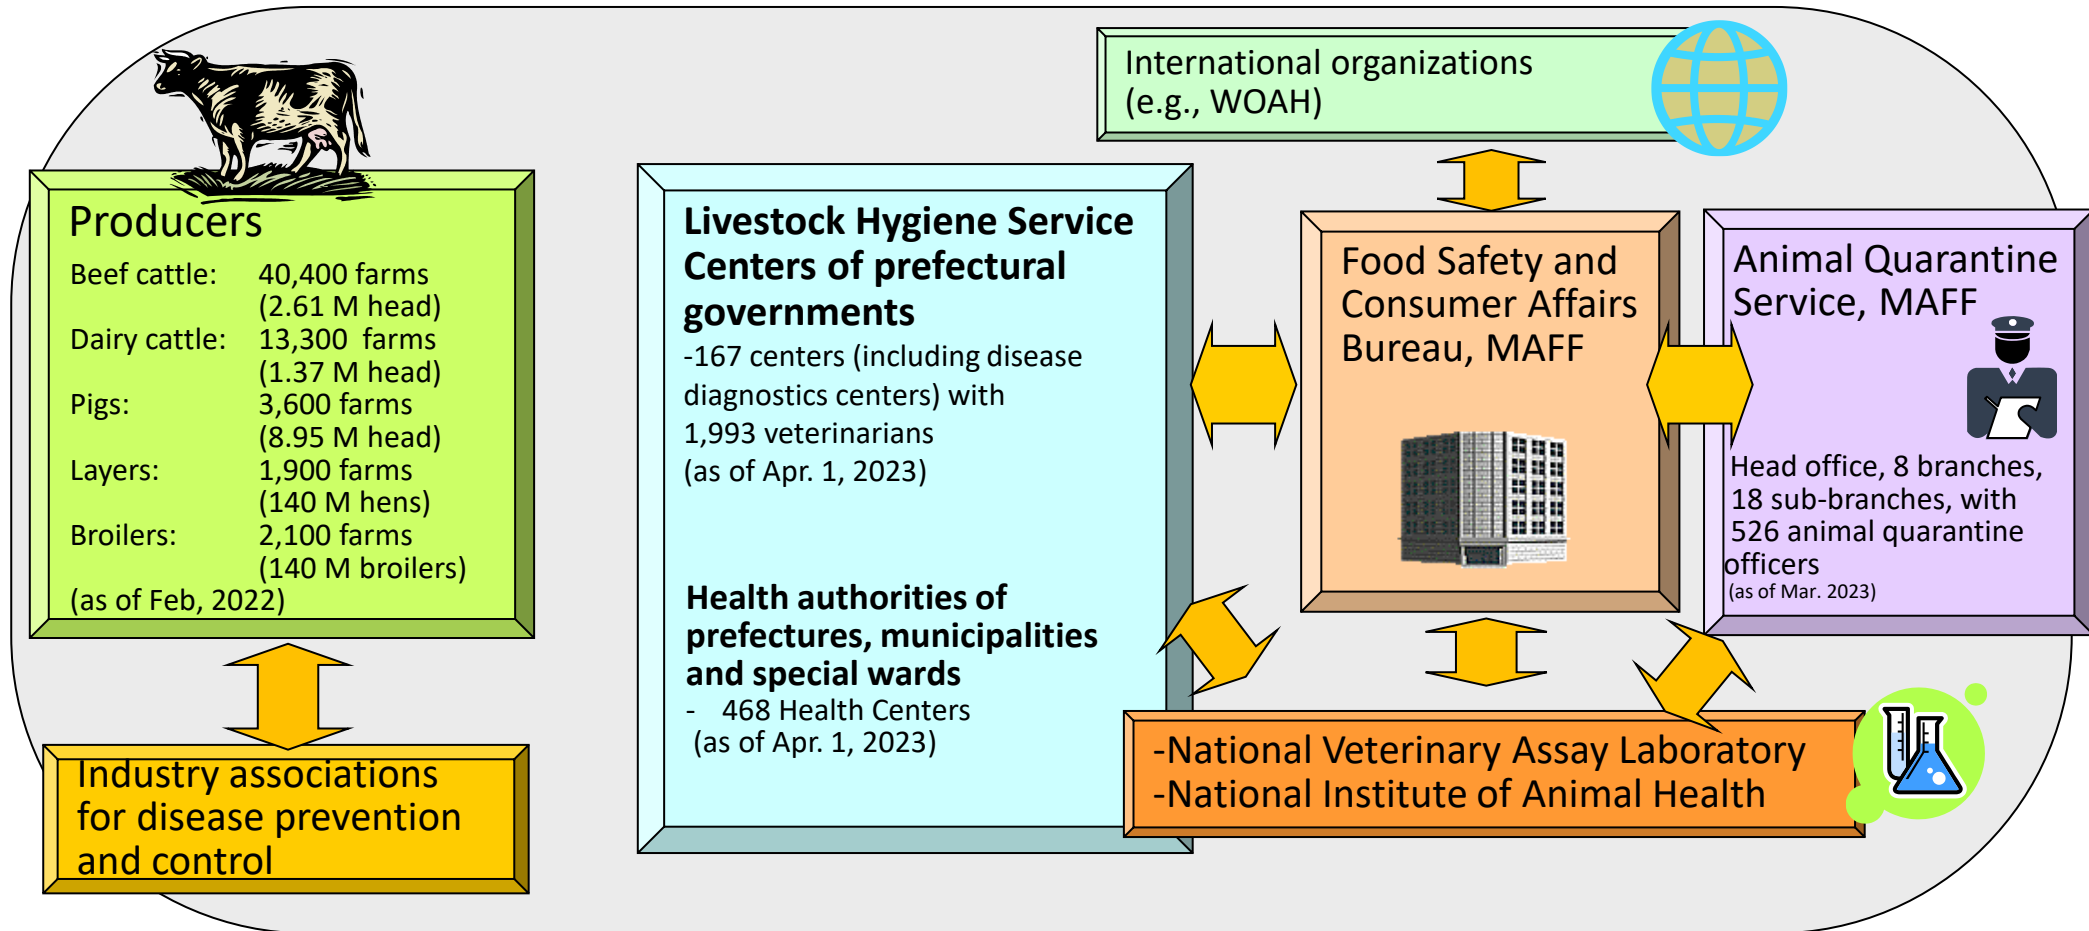 International organizations
(e.g., WOAH)
Producers
Beef cattle: 40,400 farms
(2.61 M head)
Dairy cattle: 13,300 farms
(1.37 M head)
Pigs: 3,600 farms
(8.95 M head)
Layers: 1,900 farms
(140 M hens)
Broilers: 2,100 farms
(140 M broilers)
(as of Feb, 2022)
Industry associations
for disease prevention
and control
Livestock Hygiene Service
Centers of prefectural
governments
-167 centers (including disease
diagnostics centers) with
1,993 veterinarians
(as of Apr. 1, 2023)
Health authorities of
prefectures, municipalities
and special wards
- 468 Health Centers
(as of Apr. 1, 2023)
Food Safety and
Consumer Affairs
Bureau, MAFF
Animal Quarantine
Service, MAFF
Head office, 8 branches,
18 sub-branches, with
526 animal quarantine
officers
(as of Mar. 2023)
-National Veterinary Assay Laboratory
-National Institute of Animal Health